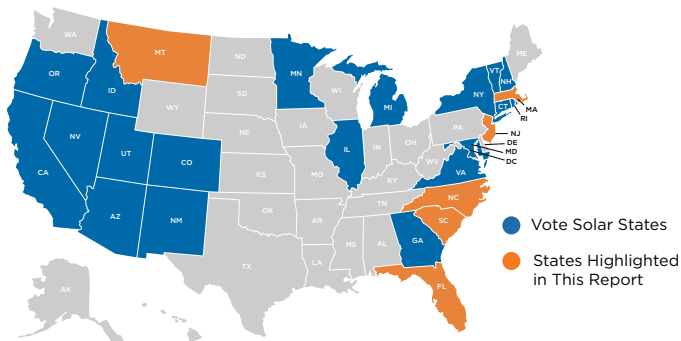 WA
MT
ND
MN
ME
OR
ID
SD
WI
MI
VT
NH
NY
MA
CT
RI
WY
IA
NE
PA
NJ
NV
UT
CO
IL
IN
OH
DE
MD
DC
WV
VA
CA
KS
MO
KY
NC
TN
AZ
NM
OK
AR
SC
MS
AL
GA
TX
LA
FL
AK
Vote Solar States
States Highlighted
in This Report